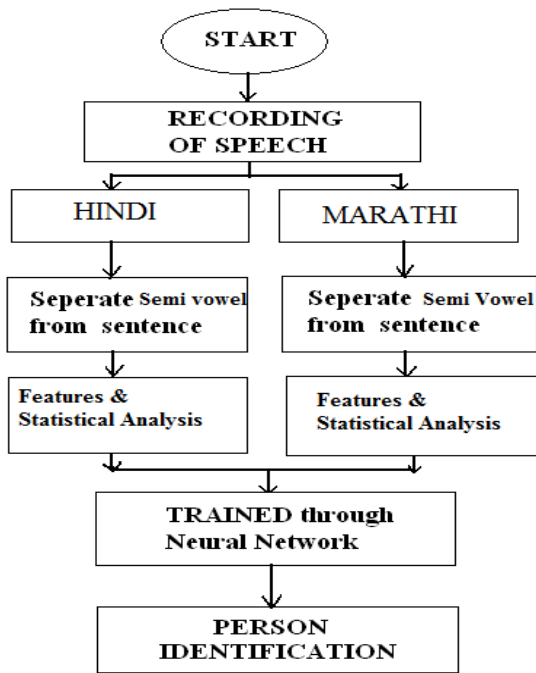 START
RECORDING
OF SPEECH
HINDI
MARATHI
Seperate Semi vowel
from sentence
Seperate Semi Vowel
from sentence
Features &
Statistical Analysis
Features &
Statistical Analysis
TRAINED through
Neural Network
PERSON
IDENTIFICATION